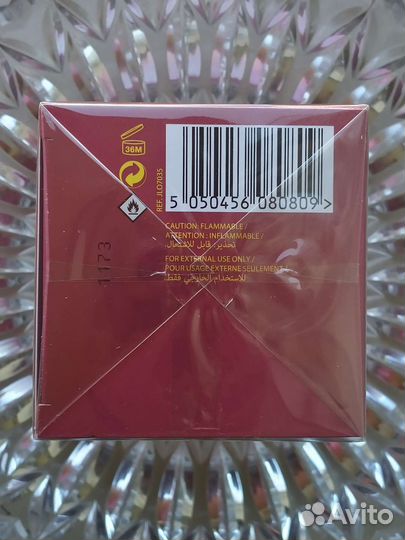 36M
REF. JLO7035
5 050456 080809 >
CAUTION: FLAMMABLE /
ATTENTION : INFLAMMABLE /
تحذير: قابل للاشتعال.
FOR EXTERNAL USE ONLY /
POUR USAGE EXTERNE SEULEMENT /
للاستخدام الخارجي فقط.
1173
Avito